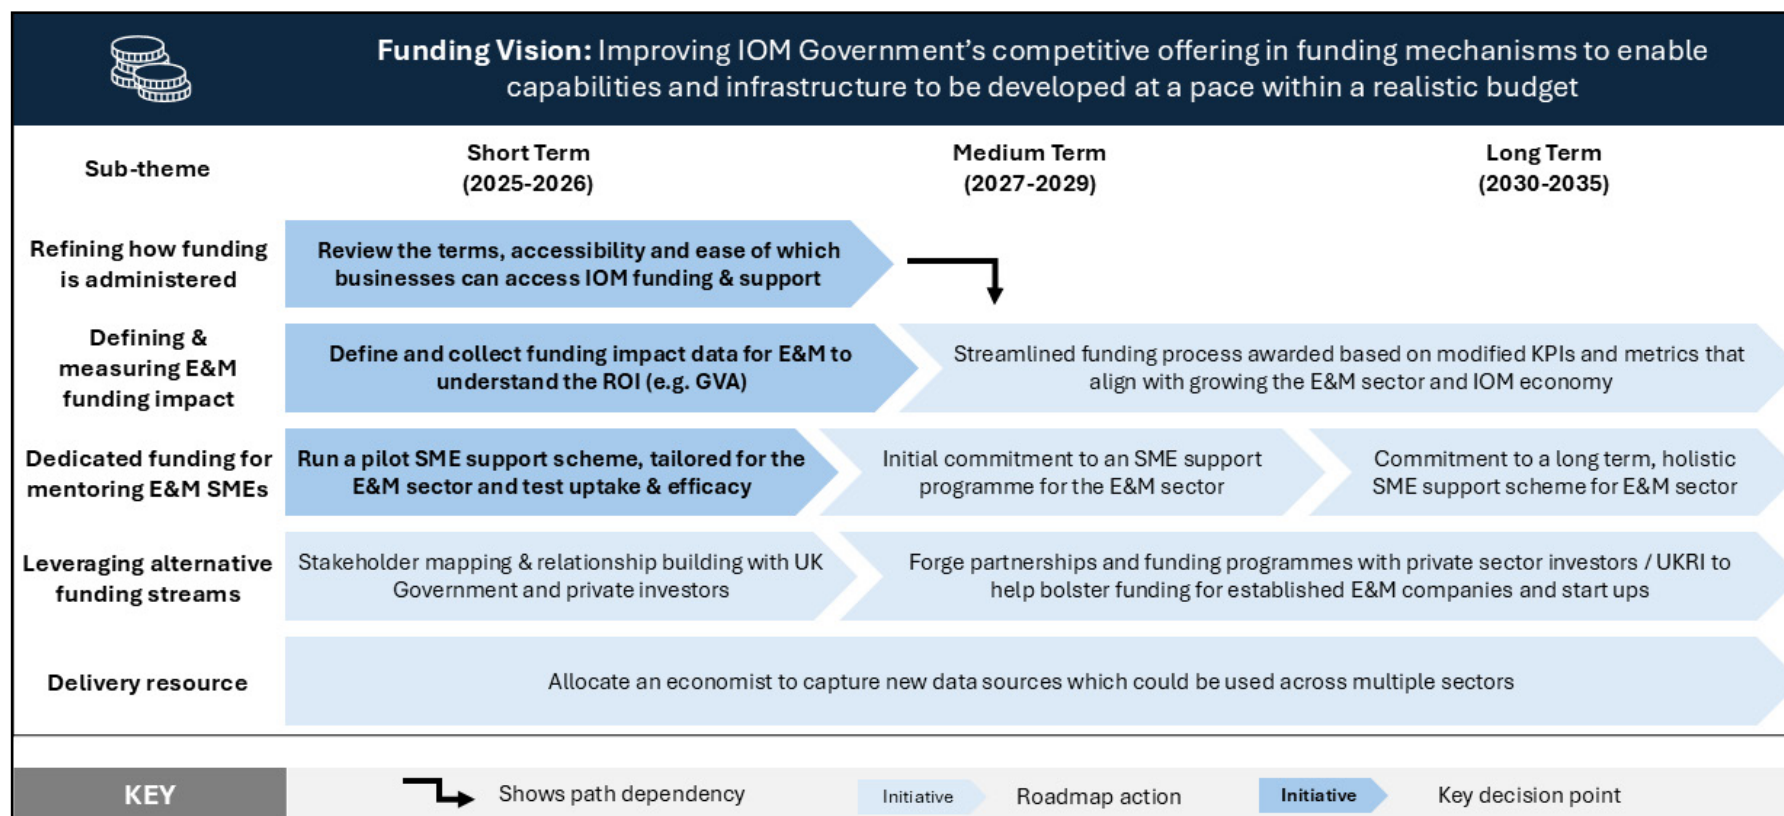 Funding Vision: Improving IOM Government's competitive offering in funding mechanisms to enable
capabilities and infrastructure to be developed at a pace within a realistic budget
Sub-theme
Short Term
(2025-2026)
Medium Term
(2027-2029)
Long Term
(2030-2035)
Refining how funding
is administered
Review the terms, accessibility and ease of which
businesses can access IOM funding & support
Defining &
measuring E&M
funding impact
Define and collect funding impact data for E&M to
understand the ROI (e.g. GVA)
Streamlined funding process awarded based on modified KPIs and metrics that
align with growing the E&M sector and IOM economy
Dedicated funding for
mentoring E&M SMEs
Run a pilot SME support scheme, tailored for the
E&M sector and test uptake & efficacy
Initial commitment to an SME support
programme for the E&M sector
Commitment to a long term, holistic
SME support scheme for E&M sector
Leveraging alternative
funding streams
Stakeholder mapping & relationship building with UK
Government and private investors
Forge partnerships and funding programmes with private sector investors / UKRI to
help bolster funding for established E&M companies and start ups
Delivery resource
Allocate an economist to capture new data sources which could be used across multiple sectors
KEY
Shows path dependency
Initiative
Roadmap action
Initiative
Key decision point